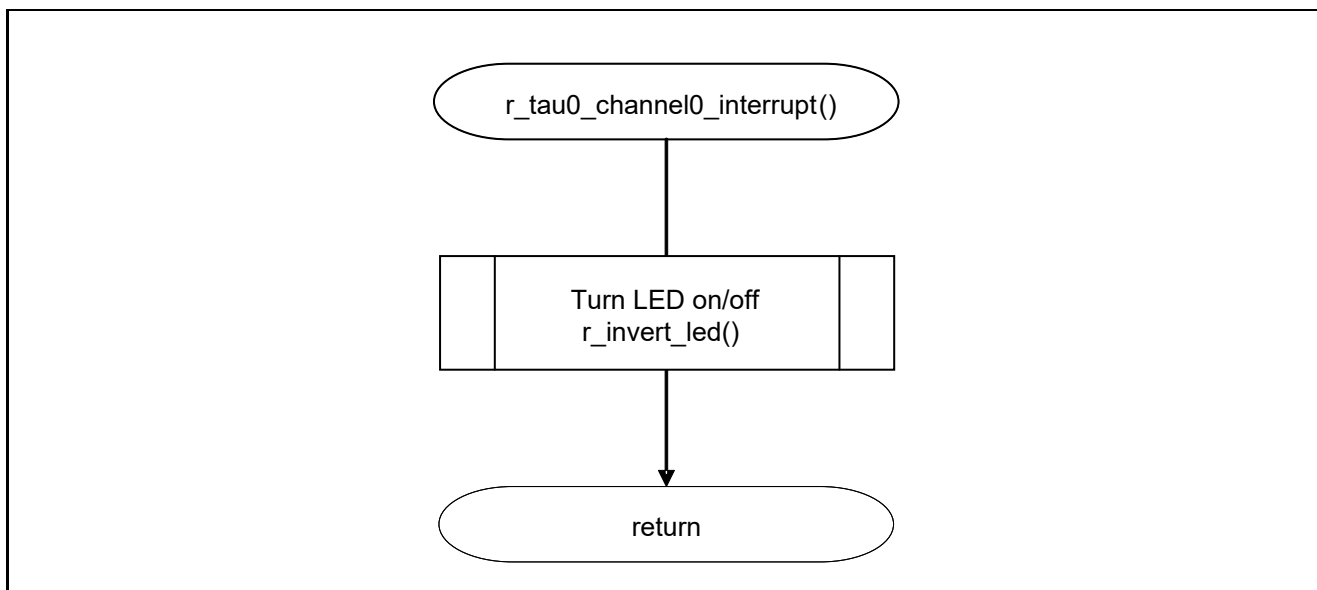 r_tau0_channel0_interrupt()
Turn LED on/off
r_invert_led()
return